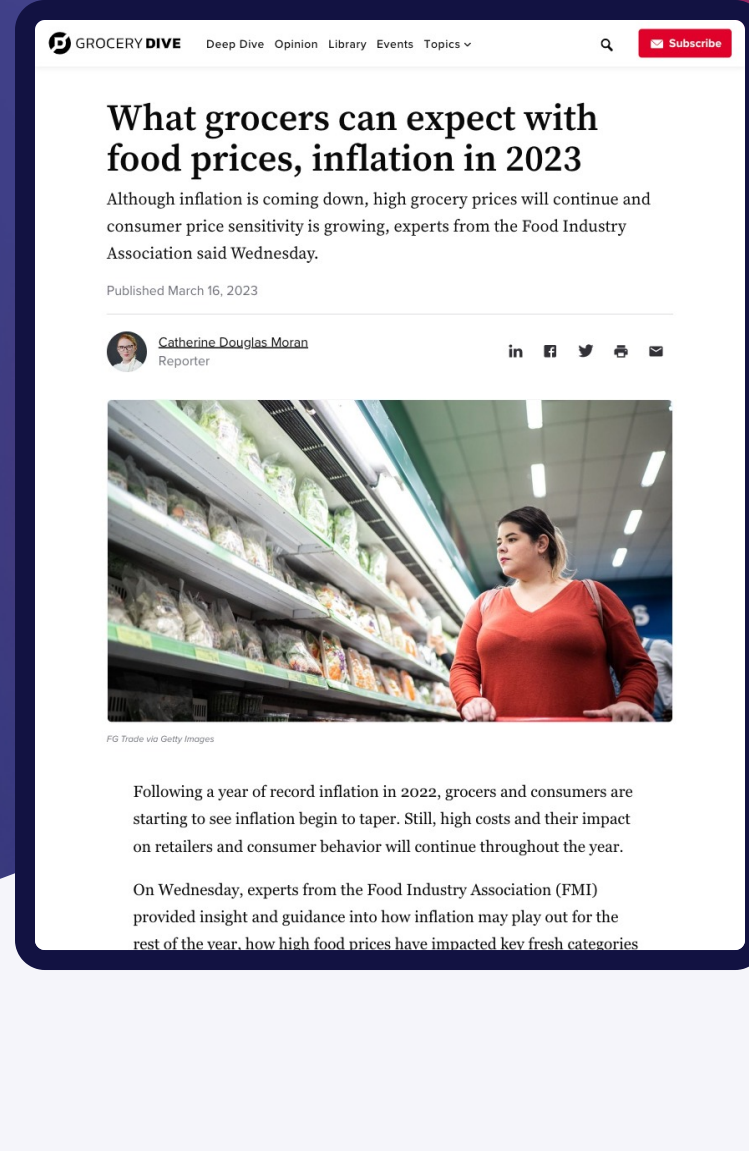 GROCERY DIVE Deep Dive Opinion Library Events Topics Subscribe
What grocers can expect with
food prices, inflation in 2023
Although inflation is coming down, high grocery prices will continue and
consumer price sensitivity is growing, experts from the Food Industry
Association said Wednesday.
Published March 16, 2023
Catherine Douglas Moran
Reporter
S
FG Trade via Getty Images
Following a year of record inflation in 2022, grocers and consumers are
starting to see inflation begin to taper. Still, high costs and their impact
on retailers and consumer behavior will continue throughout the year.
On Wednesday, experts from the Food Industry Association (FMI)
provided insight and guidance into how inflation may play out for the
rest of the year, how high food prices have impacted key fresh categories